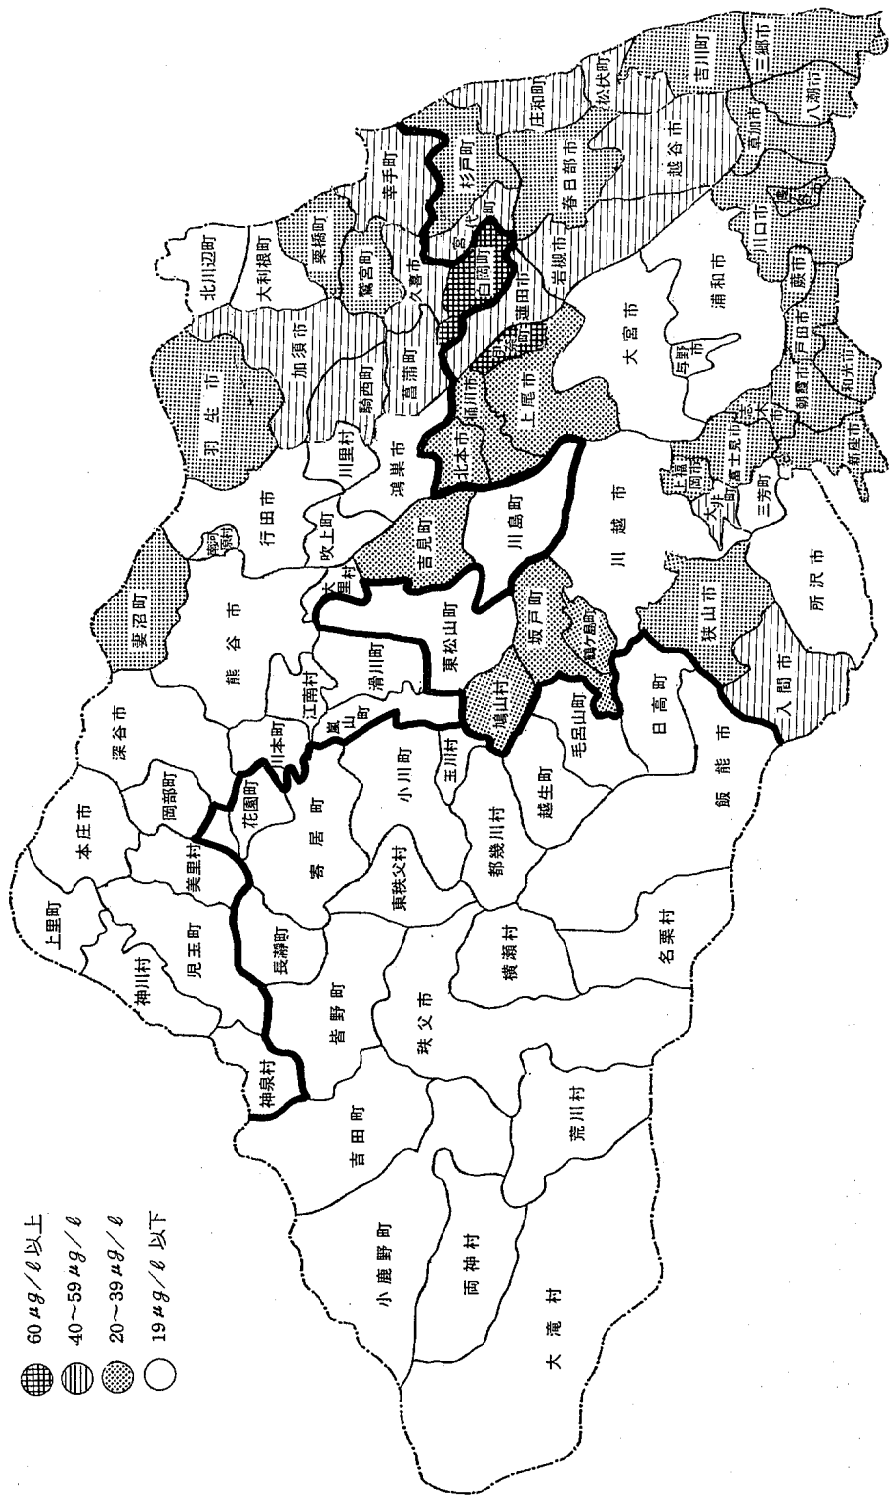 60 μg／ℓ以上
40～59μg／ℓ
20～39μg／ℓ
19μg／ℓ 以下
北川辺町
大利根町
栗橋町
幸手町
鷲宮町
久喜市
杉戸町
宮代町
白岡町
庄和町
松伏町
春日部市
越谷市
吉川町
三郷市
八潮市
草加市
川口市
岩槻市
蓮田市
羽生市
加須市
騎西町
菖蒲町
川里村
鴻巣市
桶川市
上尾市
北本市
大宮市
与野市
浦和市
蕨市
戸田市
和光市
朝霞市
志木市
新座市
富士見市
上福岡市
大井町
三芳町
所沢市
川越市
狭山市
入間市
川島町
吉見町
吹上町
行田市
南河原村
妻沼町
熊谷市
大里村
東松山町
坂戸町
鶴ケ島町
鳩山村
滑川町
江南村
嵐山町
川本町
深谷市
岡部町
本庄市
上里町
美里村
児玉町
神川村
神泉村
花園町
寄居町
小川町
玉川村
都幾川村
越生町
毛呂山町
日高町
飯能市
名栗村
東秩父村
長瀞町
皆野町
秩父市
横瀬村
吉田町
荒川村
小鹿野町
両神村
大滝村